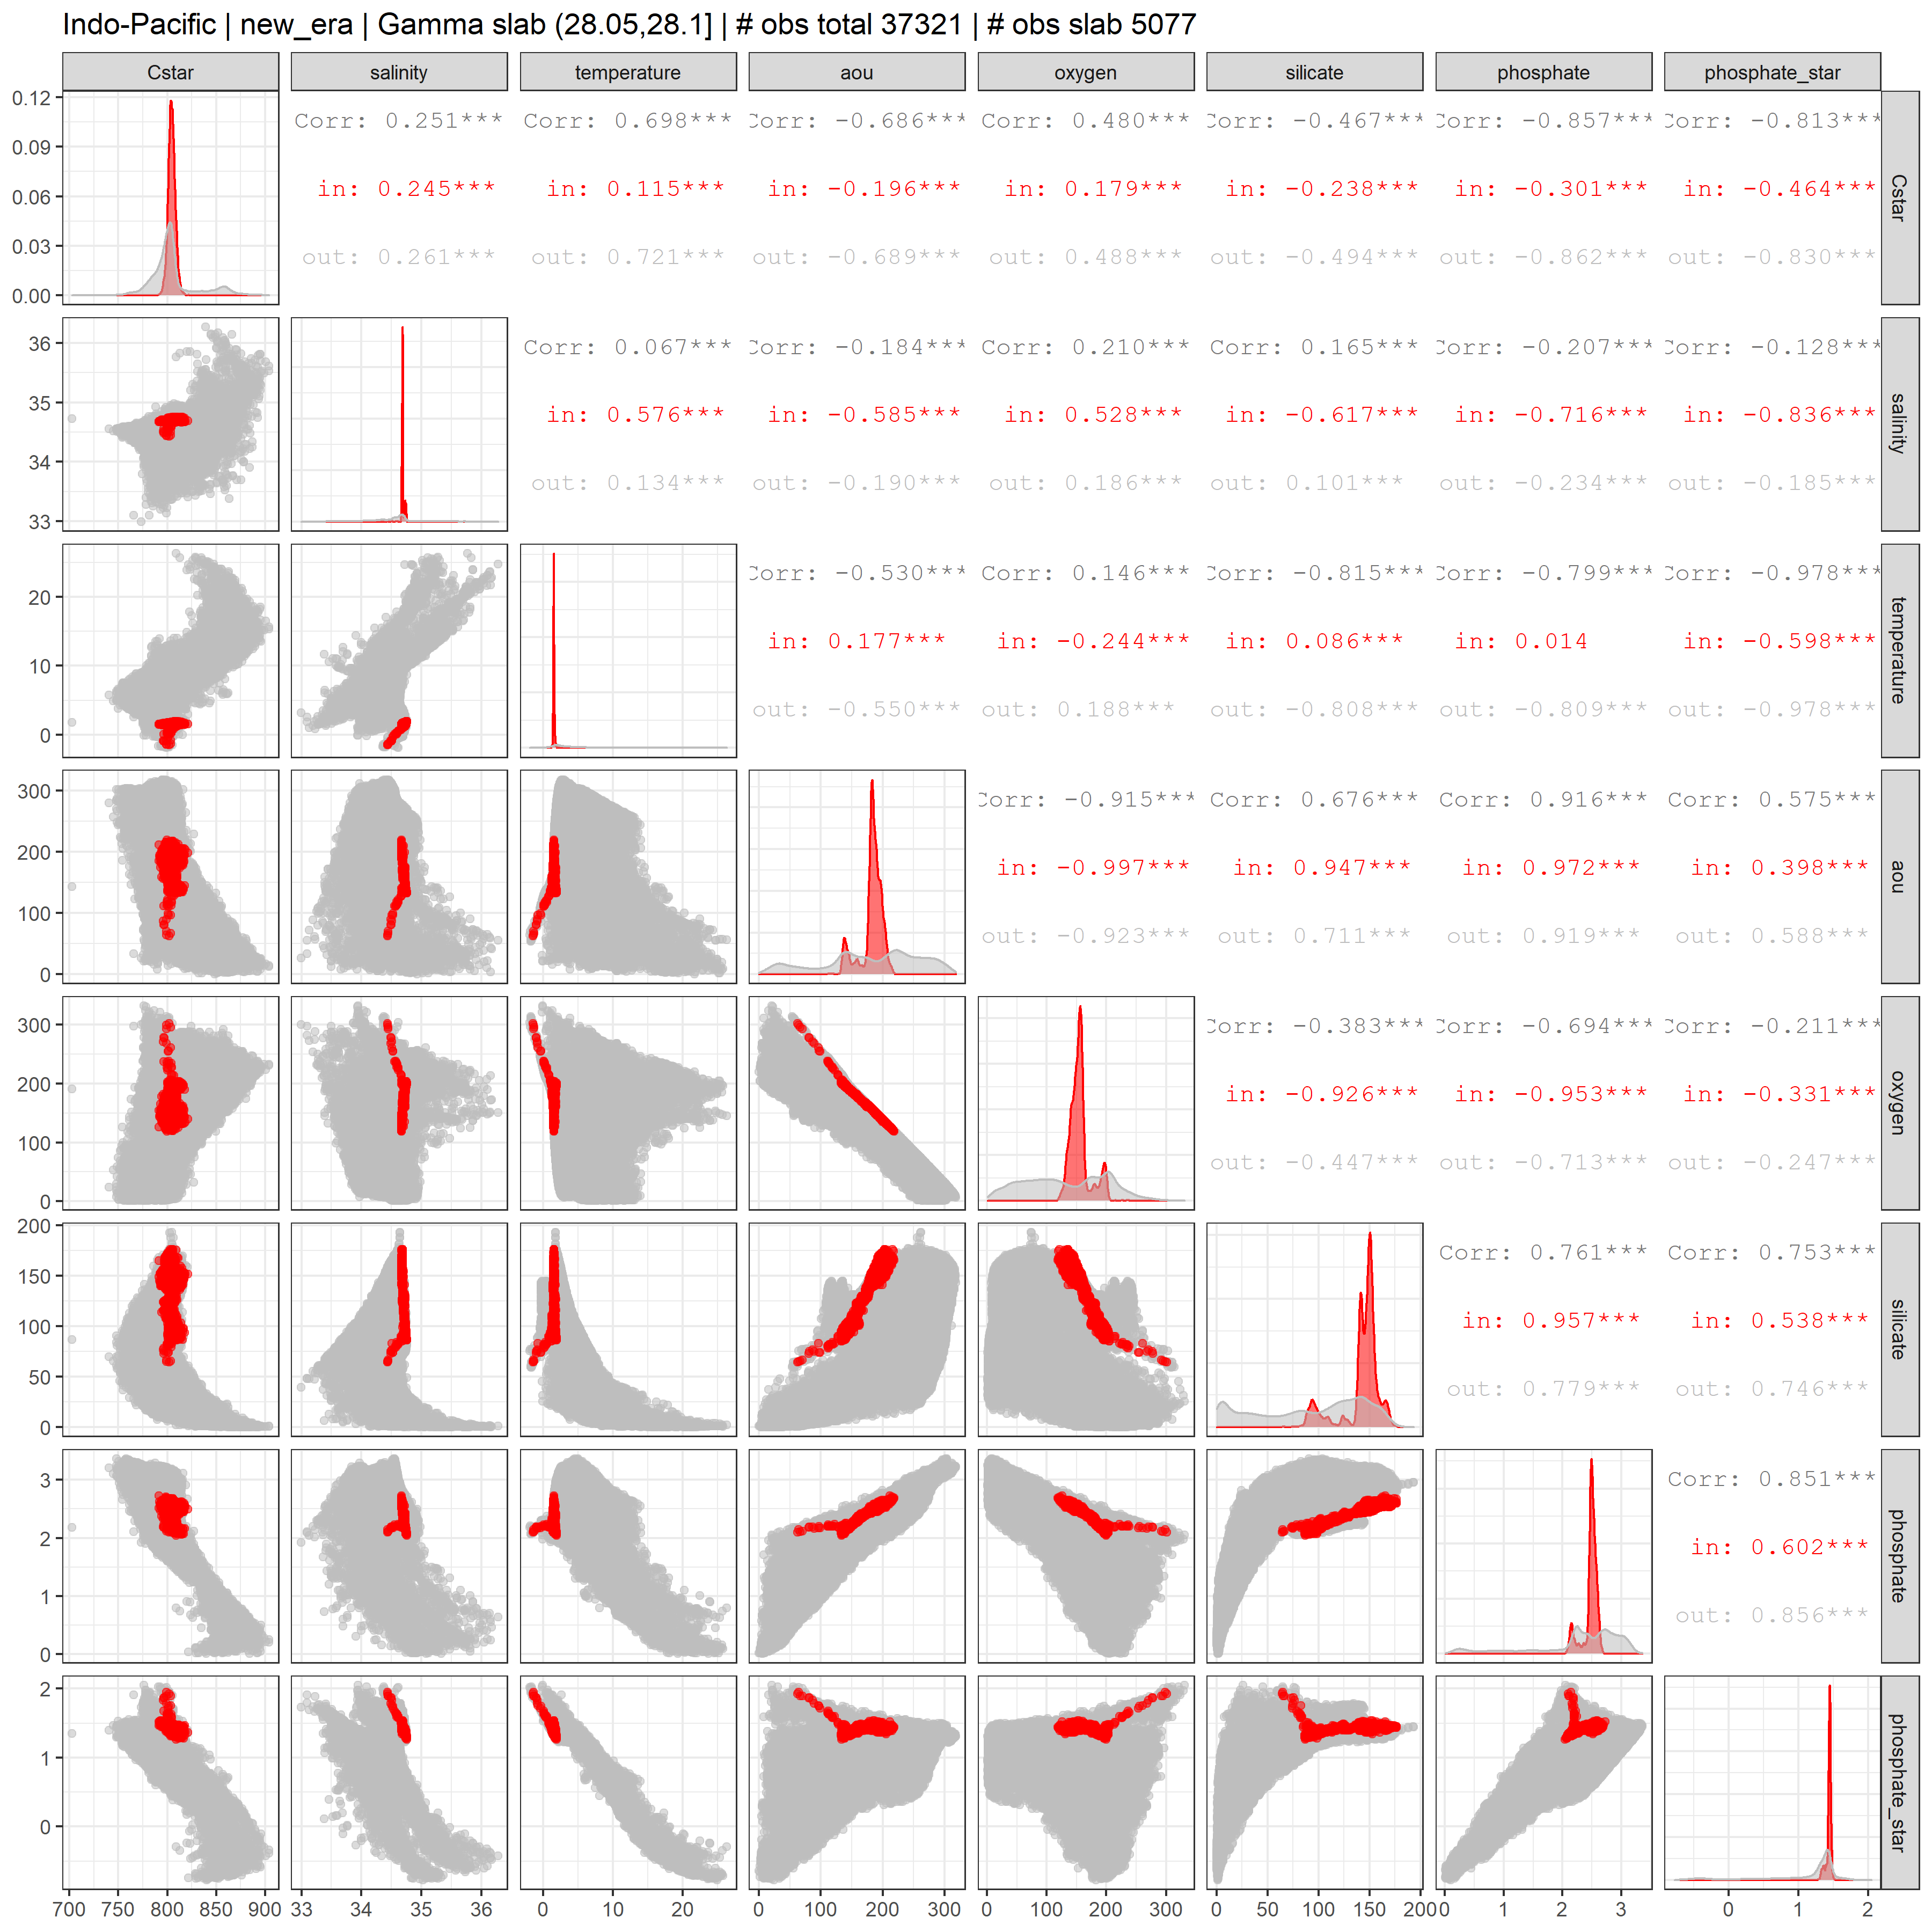 Indo-Pacific | new_era | Gamma slab (28.05,28.1] | # obs total 37321 | # obs slab 5077
Cstar salinity temperature aou oxygen silicate phosphate phosphate_star
0.12
0.09
0.06
0.03
0.00
Corr: 0.251*** Corr: 0.698*** Corr: -0.686*** Corr: 0.480*** Corr: -0.467*** Corr: -0.857*** Corr: -0.813***
in: 0.245*** in: 0.115*** in: -0.196*** in: 0.179*** in: -0.238*** in: -0.301*** in: -0.464***
out: 0.261*** out: 0.721*** out: -0.689*** out: 0.488*** out: -0.494*** out: -0.862*** out: -0.830***
Cstar
36
35
34
33
Corr: 0.067*** Corr: -0.184*** Corr: 0.210*** Corr: 0.165*** Corr: -0.207*** Corr: -0.128***
in: 0.576*** in: -0.585*** in: 0.528*** in: -0.617*** in: -0.716*** in: -0.836***
out: 0.134*** out: -0.190*** out: 0.186*** out: 0.101*** out: -0.234*** out: -0.185***
salinity
20
10
0
Corr: -0.530*** Corr: 0.146*** Corr: -0.815*** Corr: -0.799*** Corr: -0.978***
in: 0.177*** in: -0.244*** in: 0.086*** in: 0.014 in: -0.598***
out: -0.550*** out: 0.188*** out: -0.808*** out: -0.809*** out: -0.978***
temperature
300
200
100
0
Corr: -0.915*** Corr: 0.676*** Corr: 0.916*** Corr: 0.575***
in: -0.997*** in: 0.947*** in: 0.972*** in: 0.398***
out: -0.923*** out: 0.711*** out: 0.919*** out: 0.588***
aou
300
200
100
0
Corr: -0.383*** Corr: -0.694*** Corr: -0.211***
in: -0.926*** in: -0.953*** in: -0.331***
out: -0.447*** out: -0.713*** out: -0.247***
oxygen
200
150
100
50
0
Corr: 0.761*** Corr: 0.753***
in: 0.957*** in: 0.538***
out: 0.779*** out: 0.746***
silicate
3
2
1
0
Corr: 0.851***
in: 0.602***
out: 0.856***
phosphate
2
1
0
phosphate_star
700 750 800 850 900 33 34 35 36 0 10 20 0 100 200 300 0 100 200 300 0 50 100 150 200 0 1 2 3 0 1 2